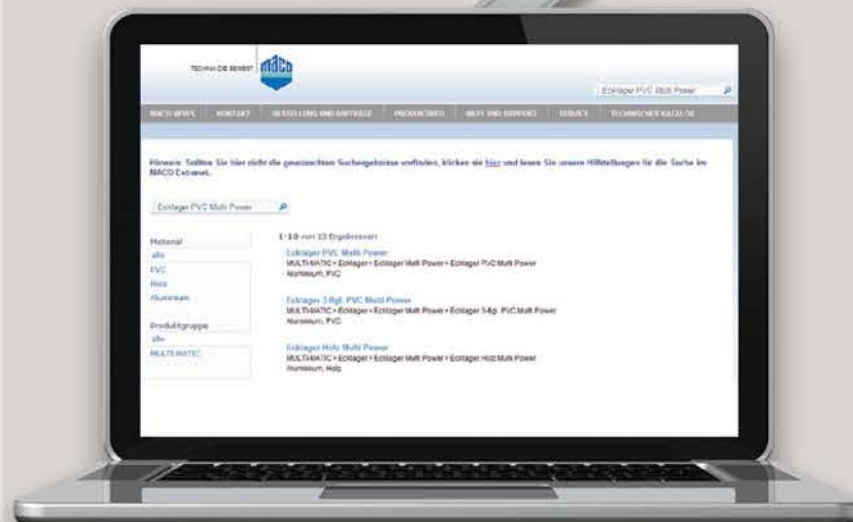 TECHNIK DIE BEWEGT
maco
Ecklager PVC Multi Power
MACO NEWS KONTAKT BESTELLUNG UND ANFRAGE PRODUKTINFO HILFE UND SUPPORT SERVICE TECHNISCHER KATALOG
Hinweis: Sollten Sie hier nicht die gewünschten Suchergebnisse vorfinden, klicken sie hier und lesen Sie unsere Hilfstellungen für die Suche im
MACO Extranet.
Ecklager PVC Multi Power
Material
alle
PVC
Holz
Aluminium
Produktgruppe
alle
MULTI-MATIC
1-10 von 13 Ergebnissen
Ecklager PVC Multi Power
MULTI-MATIC > Ecklager > Ecklager Multi Power > Ecklager PVC Multi Power
Aluminium, PVC
Ecklager 3-Bgl. PVC Multi Power
MULTI-MATIC > Ecklager > Ecklager Multi Power > Ecklager 3-flgl. PVC Multi Power
Aluminium, PVC
Ecklager Holz Multi Power
MULTI-MATIC > Ecklager > Ecklager Multi Power > Ecklager Holz Multi Power
Aluminium, Holz